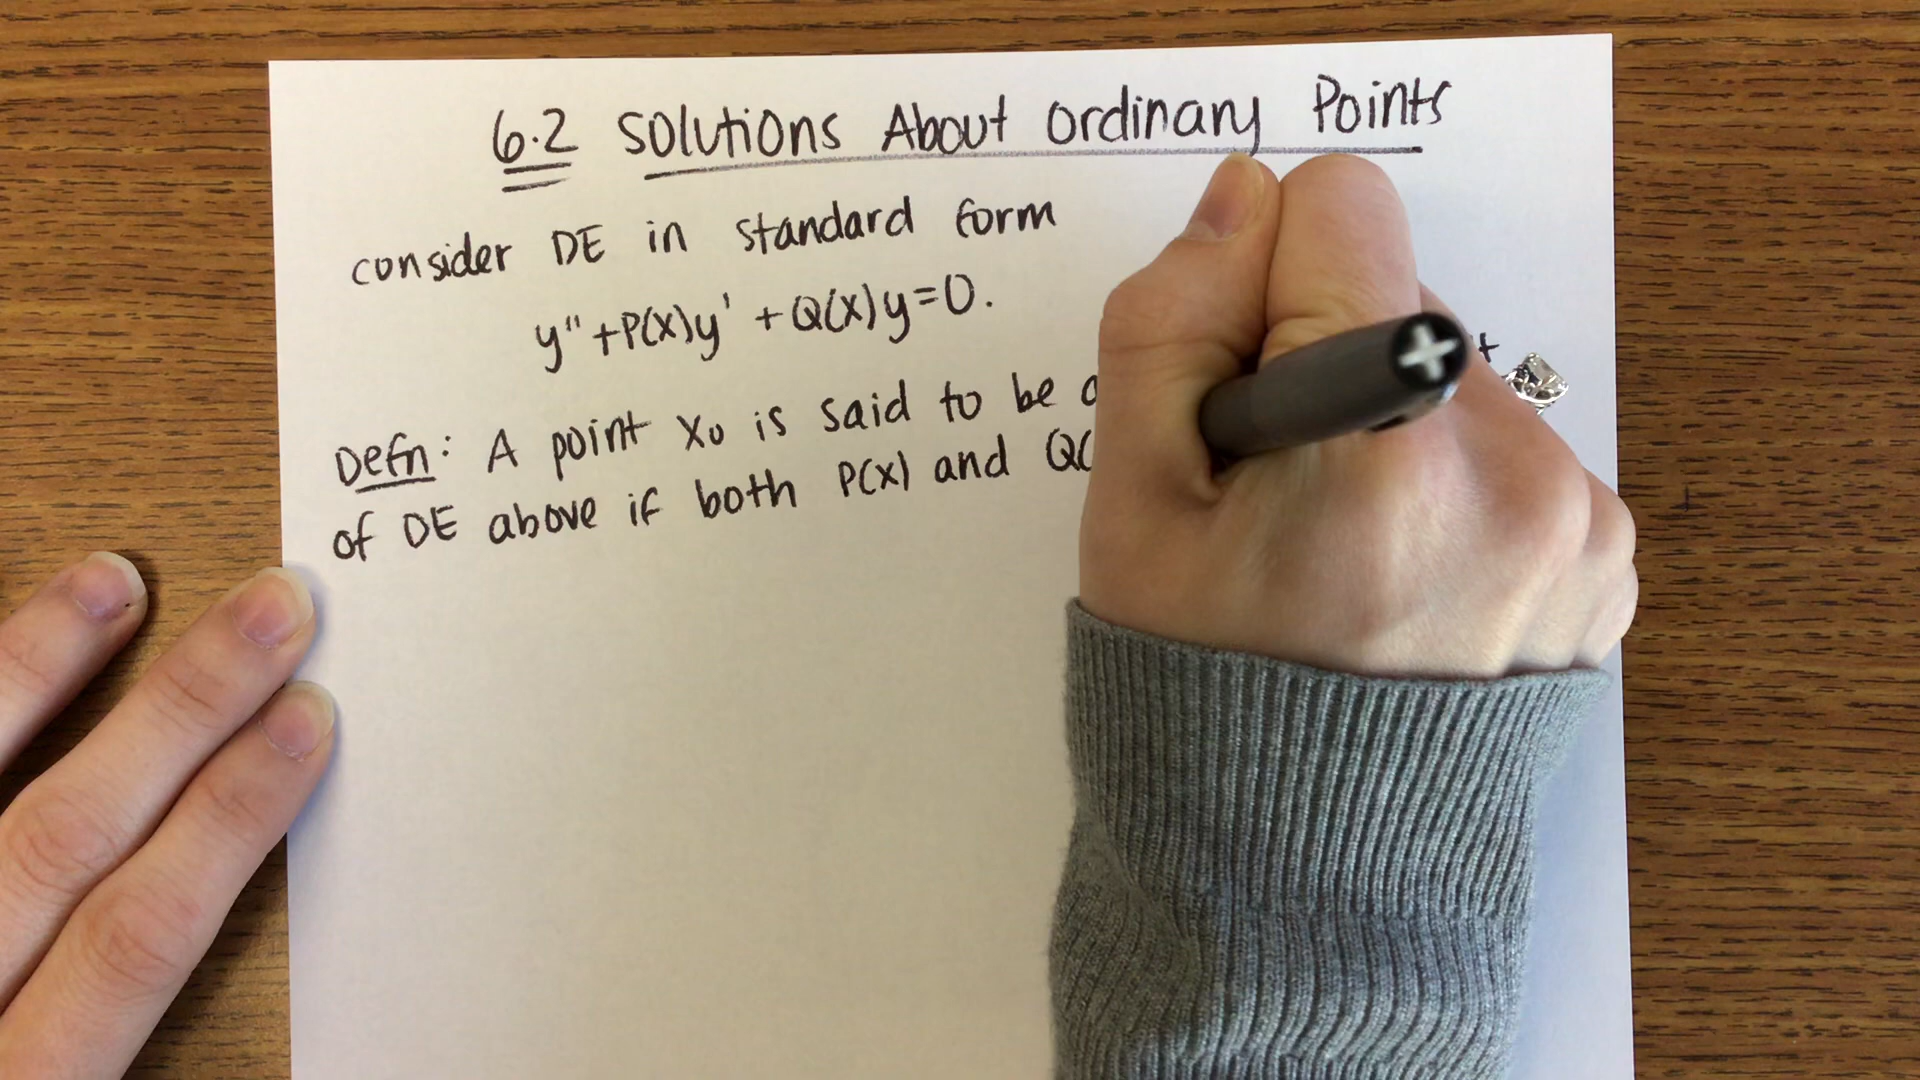 6.2 Solutions About Ordinary Points
consider DE in standard form
y" + P(x)y' + Q(x)y = 0.
Defn: A point x₀ is said to be
of DE above if both P(x) and